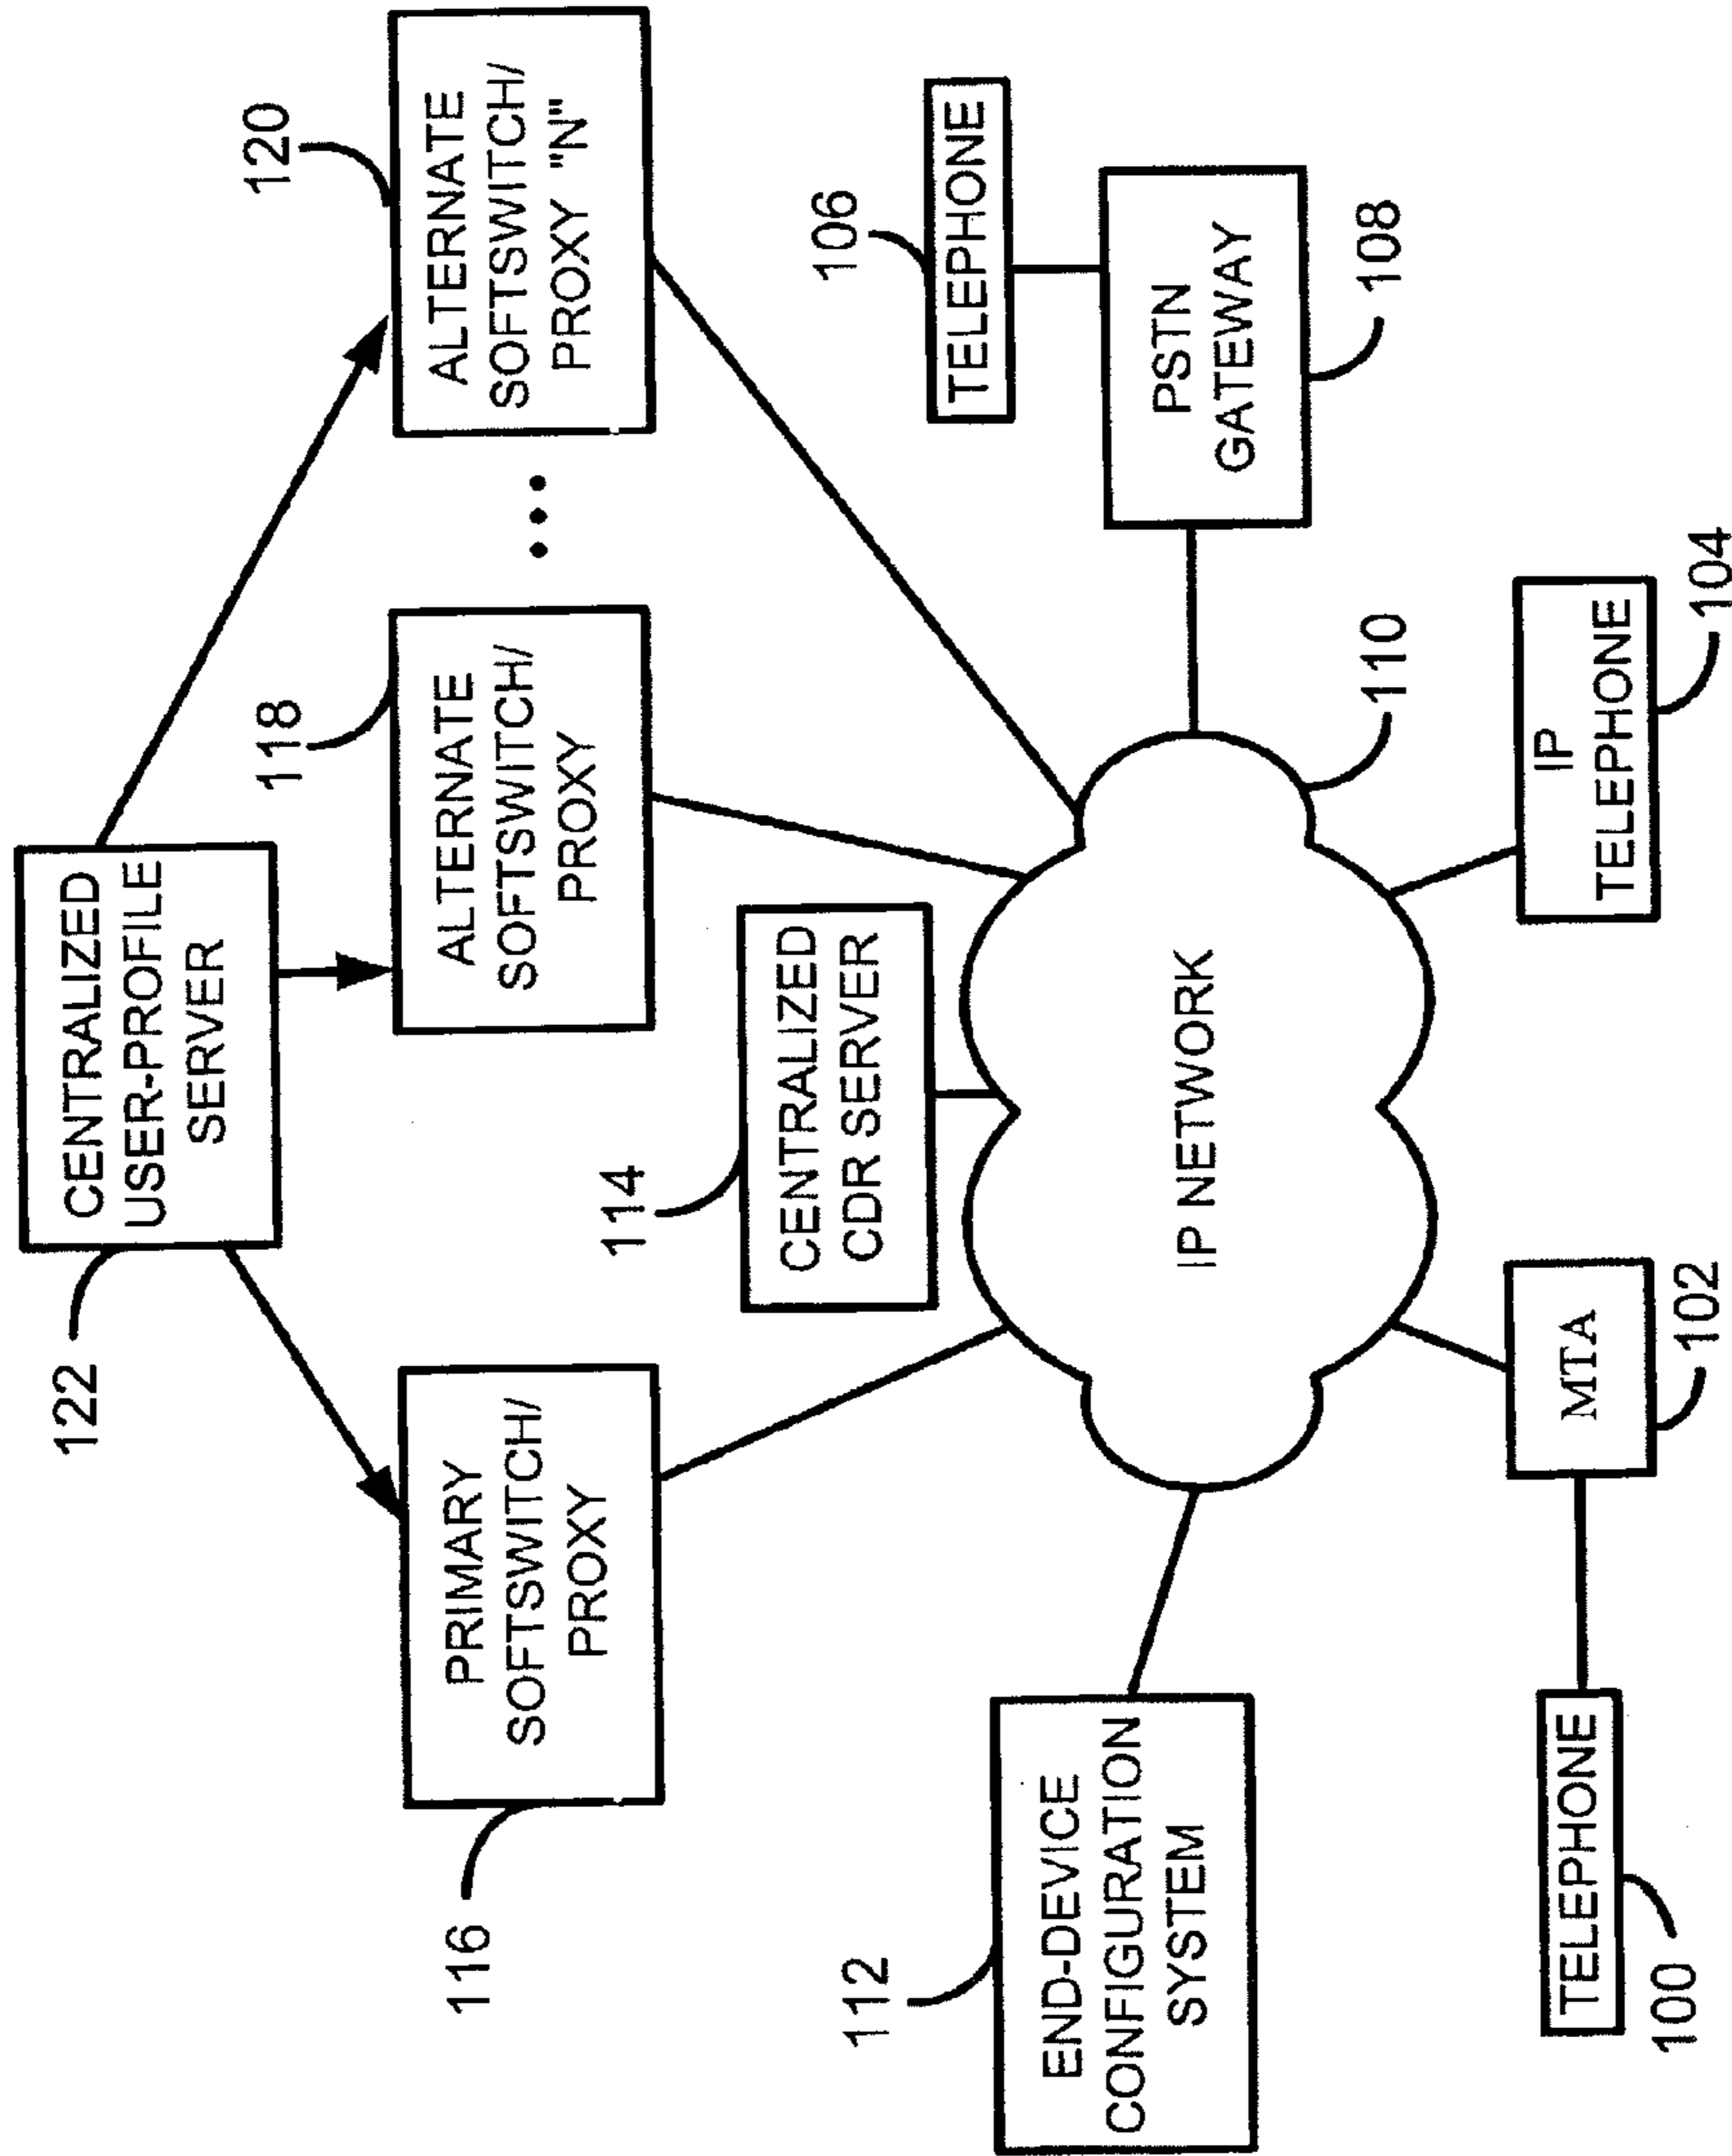 122
CENTRALIZED
USER-PROFILE
SERVER
116
PRIMARY
SOFTSWITCH/
PROXY
118
ALTERNATE
SOFTSWITCH/
PROXY
•••
120
ALTERNATE
SOFTSWITCH/
PROXY "N"
114
CENTRALIZED
CDR SERVER
106
TELEPHONE
112
END-DEVICE
CONFIGURATION
SYSTEM
IP NETWORK
110
PSTN
GATEWAY
108
TELEPHONE
100
MTA
102
IP
TELEPHONE
104